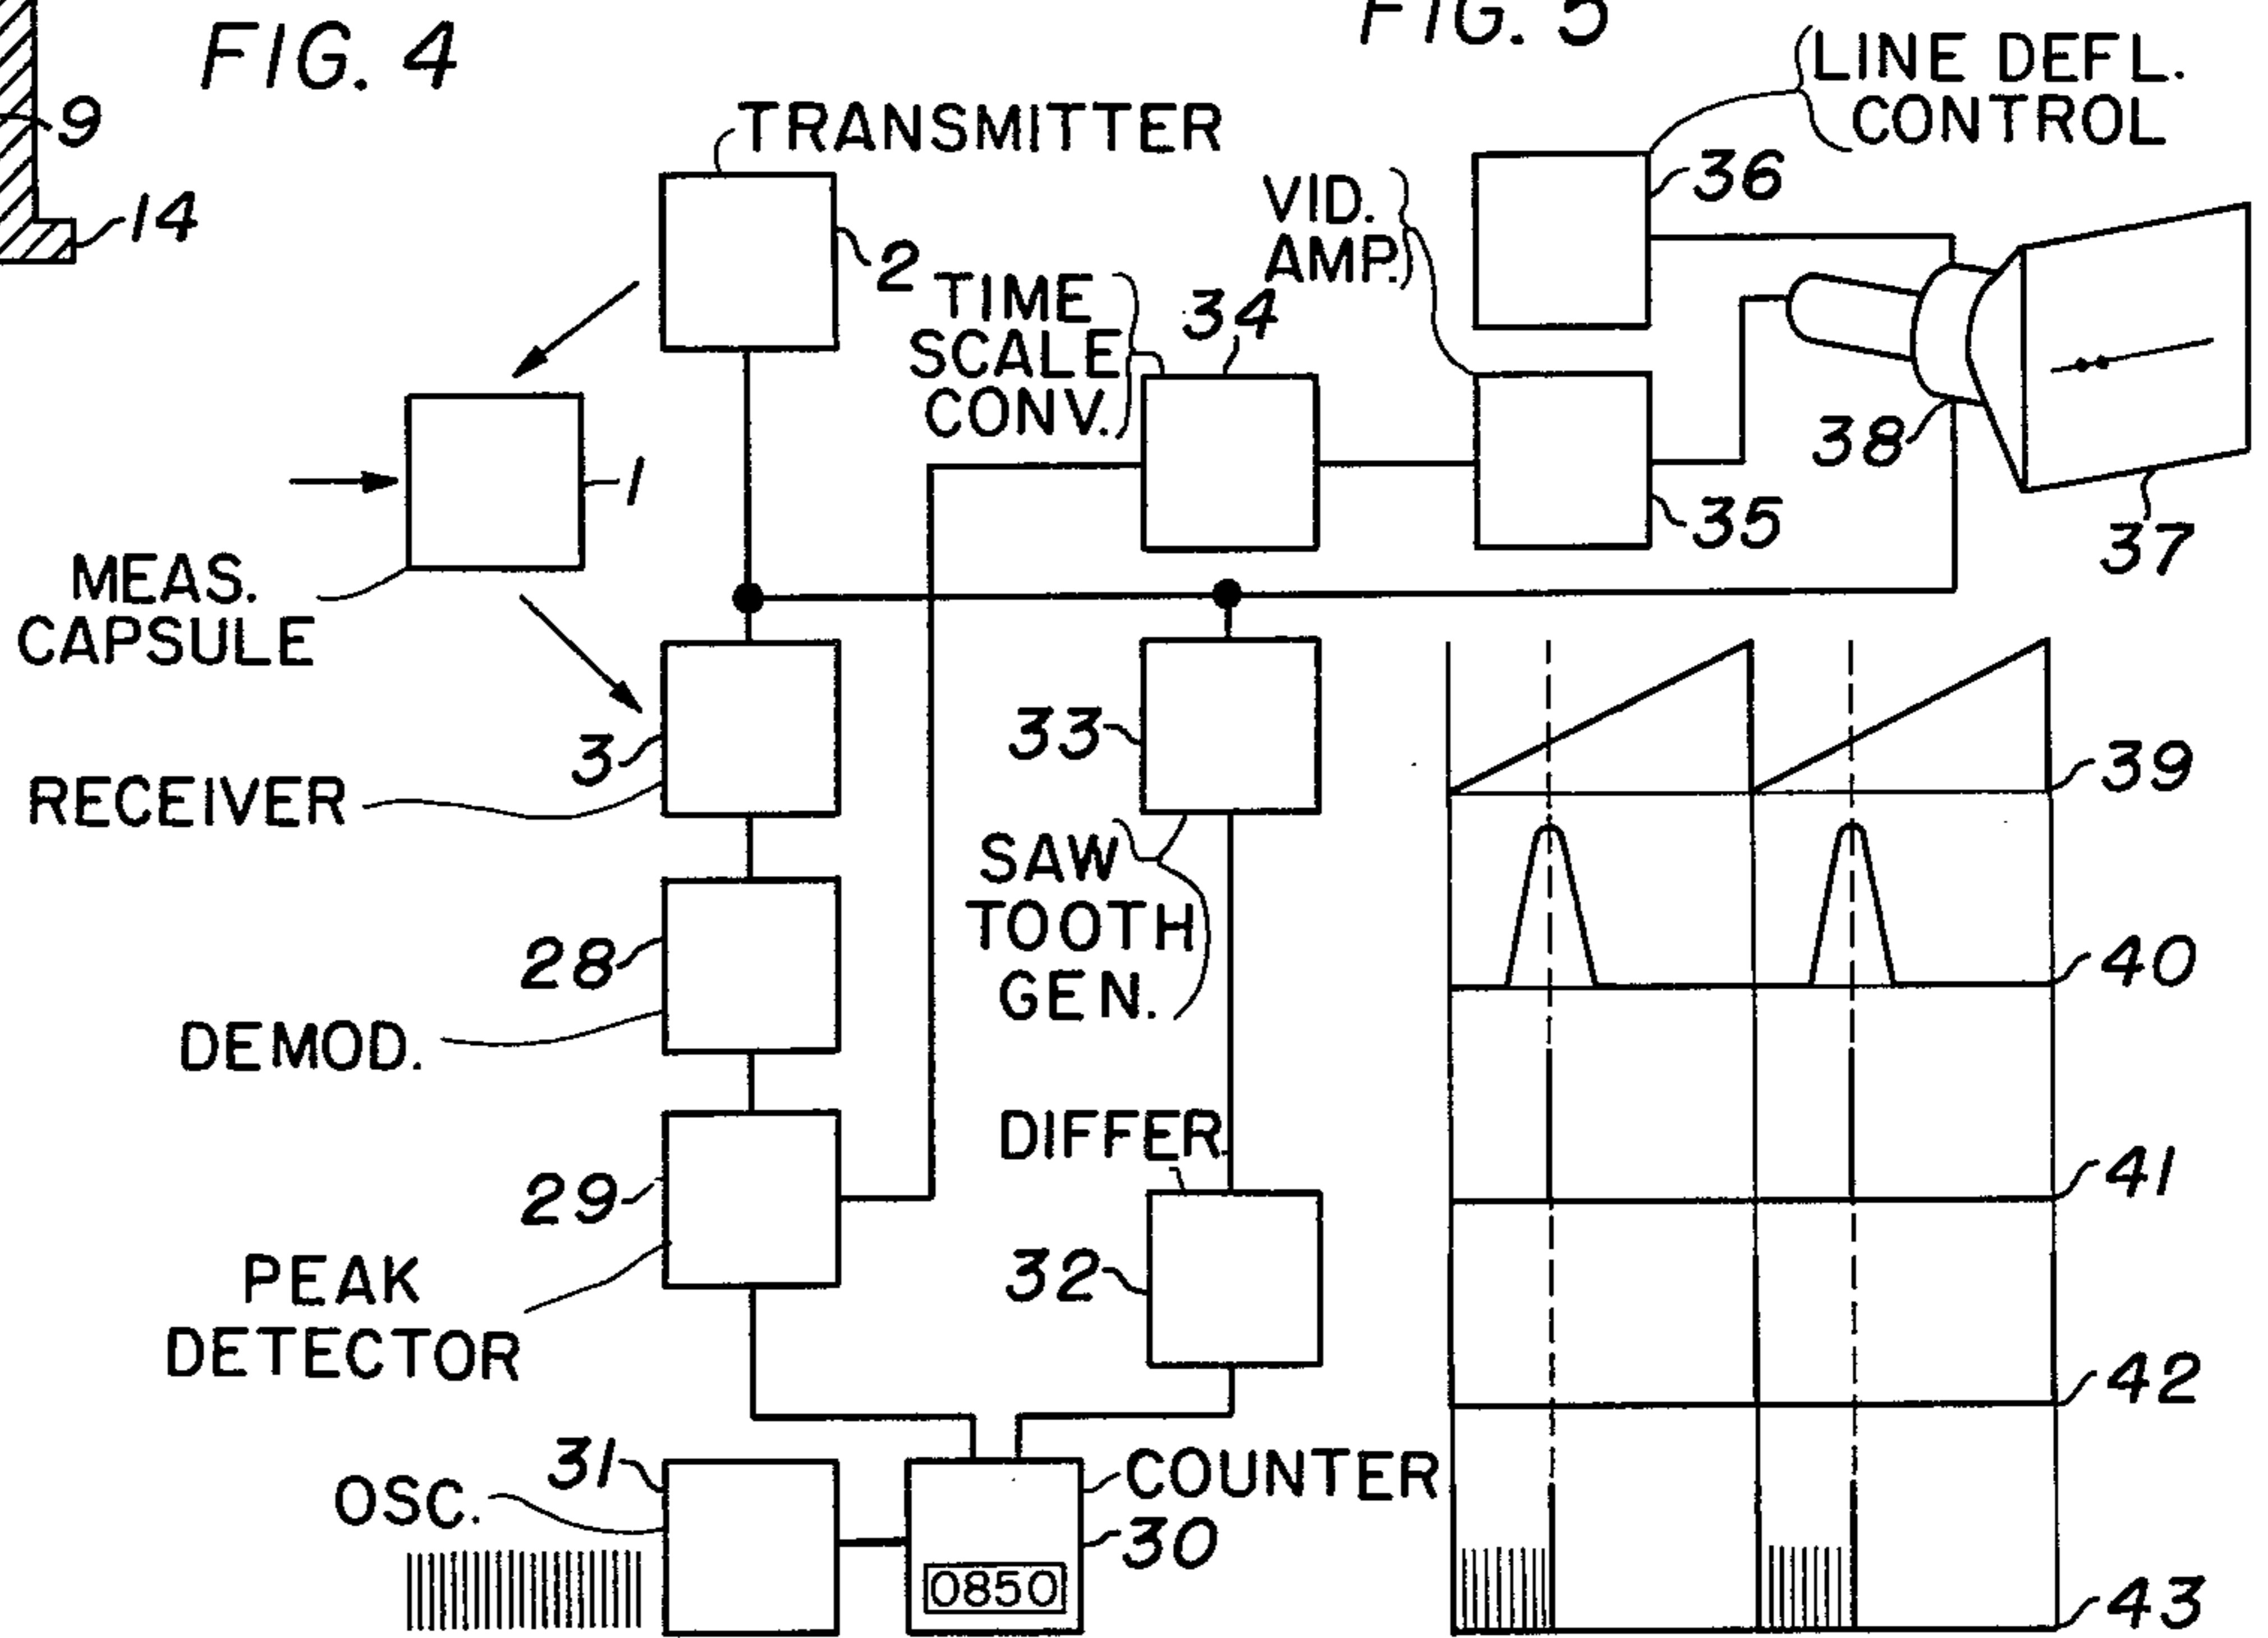 FIG. 4
FIG. 5
9
14
TRANSMITTER
2
LINE DEFL.
CONTROL
36
VID.
AMP.
TIME
SCALE
CONV.
34
35
38
37
1
MEAS.
CAPSULE
3
RECEIVER
33
SAW
TOOTH
GEN.
28
DEMOD.
29
PEAK
DETECTOR
DIFFER.
32
31
OSC.
COUNTER
30
0850
39
40
41
42
43